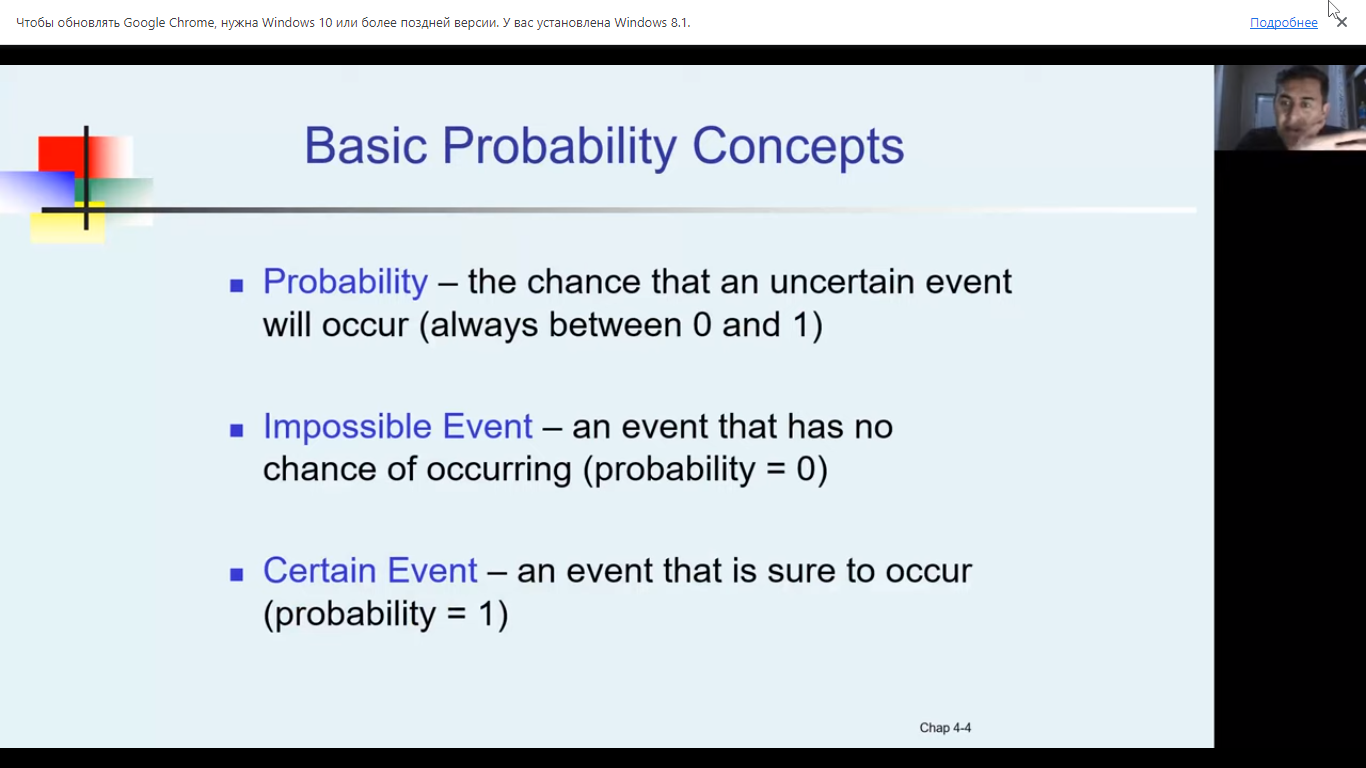 Чтобы обновлять Google Chrome, нужна Windows 10 или более поздней версии. У вас установлена Windows 8.1.
Подробнее
Basic Probability Concepts
Probability – the chance that an uncertain event
will occur (always between 0 and 1)
Impossible Event – an event that has no
chance of occurring (probability = 0)
Certain Event – an event that is sure to occur
(probability = 1)
Chap 4-4